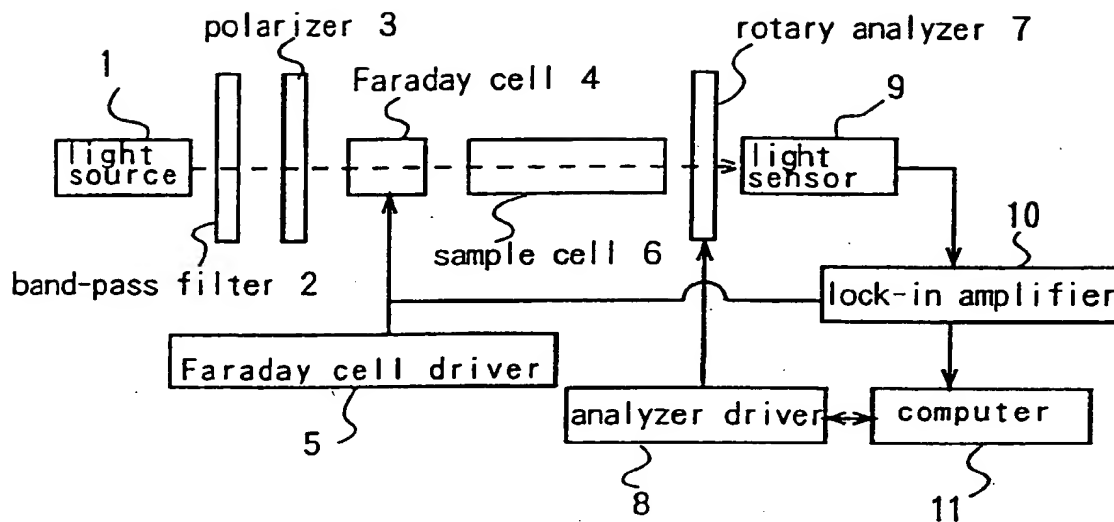 polarizer 3
rotary analyzer 7
1
Faraday cell 4
9
light
source
light
sensor
10
sample cell 6
band-pass filter 2
lock-in amplifier
Faraday cell driver
analyzer driver
computer
5
8
11